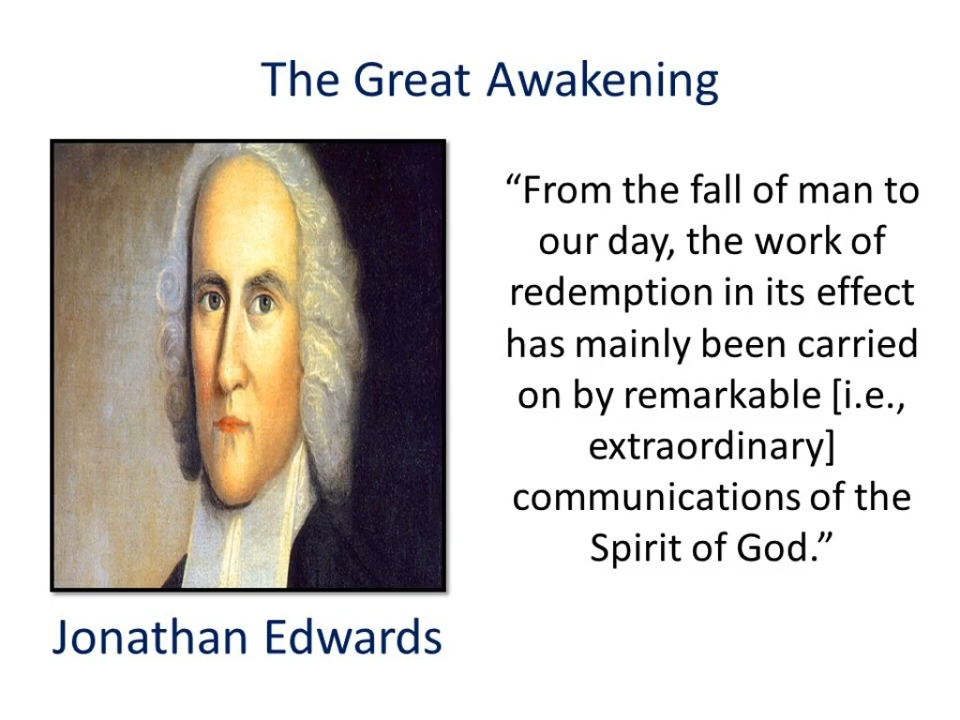 The Great Awakening
“From the fall of man to
our day, the work of
redemption in its effect
has mainly been carried
on by remarkable [i.e.,
extraordinary]
communications of the
Spirit of God.”
Jonathan Edwards